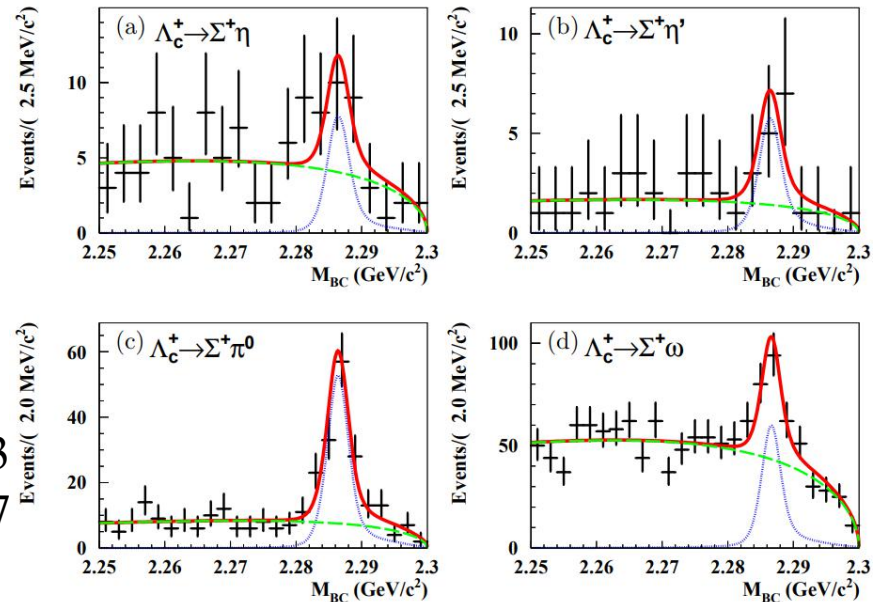 (a) Λc+→Σ+η
Events/( 2.5 MeV/c²)
10
5
0
2.25 2.26 2.27 2.28 2.29 2.3
MBC (GeV/c²)
(b) Λc+→Σ+η'
Events/( 2.5 MeV/c²)
10
5
0
2.25 2.26 2.27 2.28 2.29 2.3
MBC (GeV/c²)
(c) Λc+→Σ+π0
Events/( 2.0 MeV/c²)
60
40
20
0
2.25 2.26 2.27 2.28 2.29 2.3
MBC (GeV/c²)
(d) Λc+→Σ+ω
Events/( 2.0 MeV/c²)
100
50
0
2.25 2.26 2.27 2.28 2.29 2.3
MBC (GeV/c²)
3
7